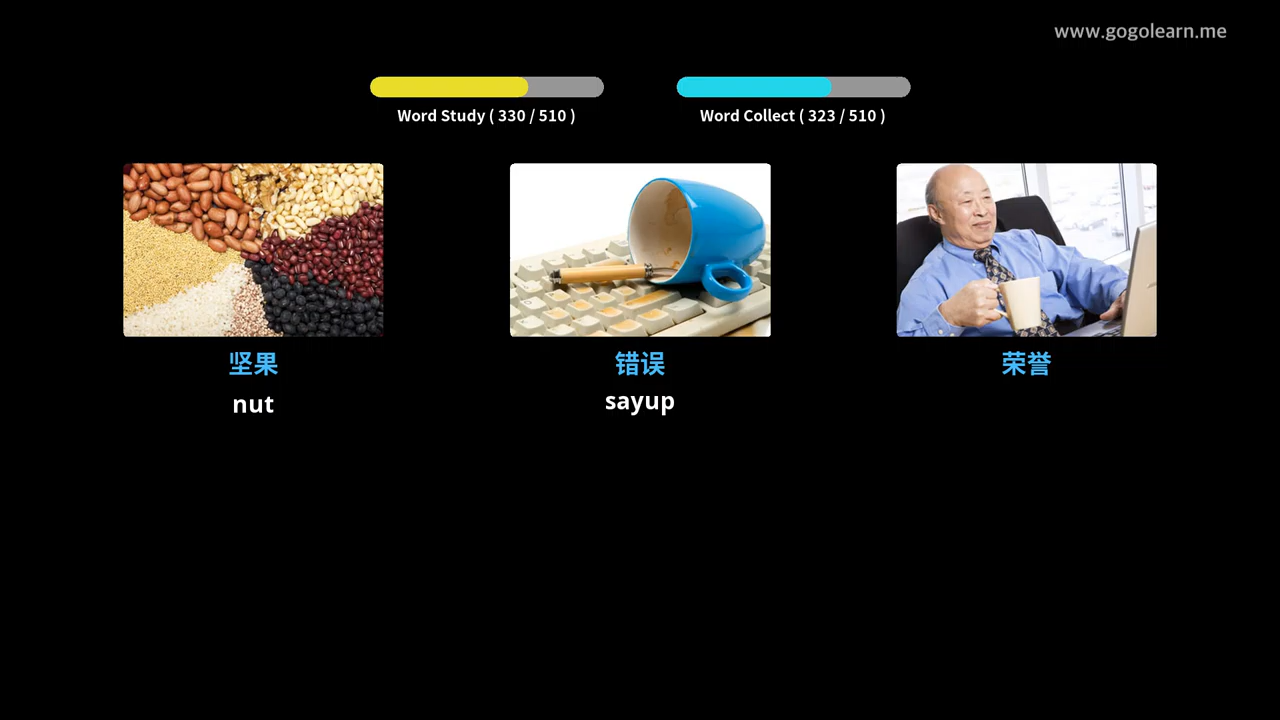 www.gogolearn.me
Word Study ( 330 / 510 )
Word Collect ( 323 / 510 )
坚果
错误
荣誉
nut
sayup